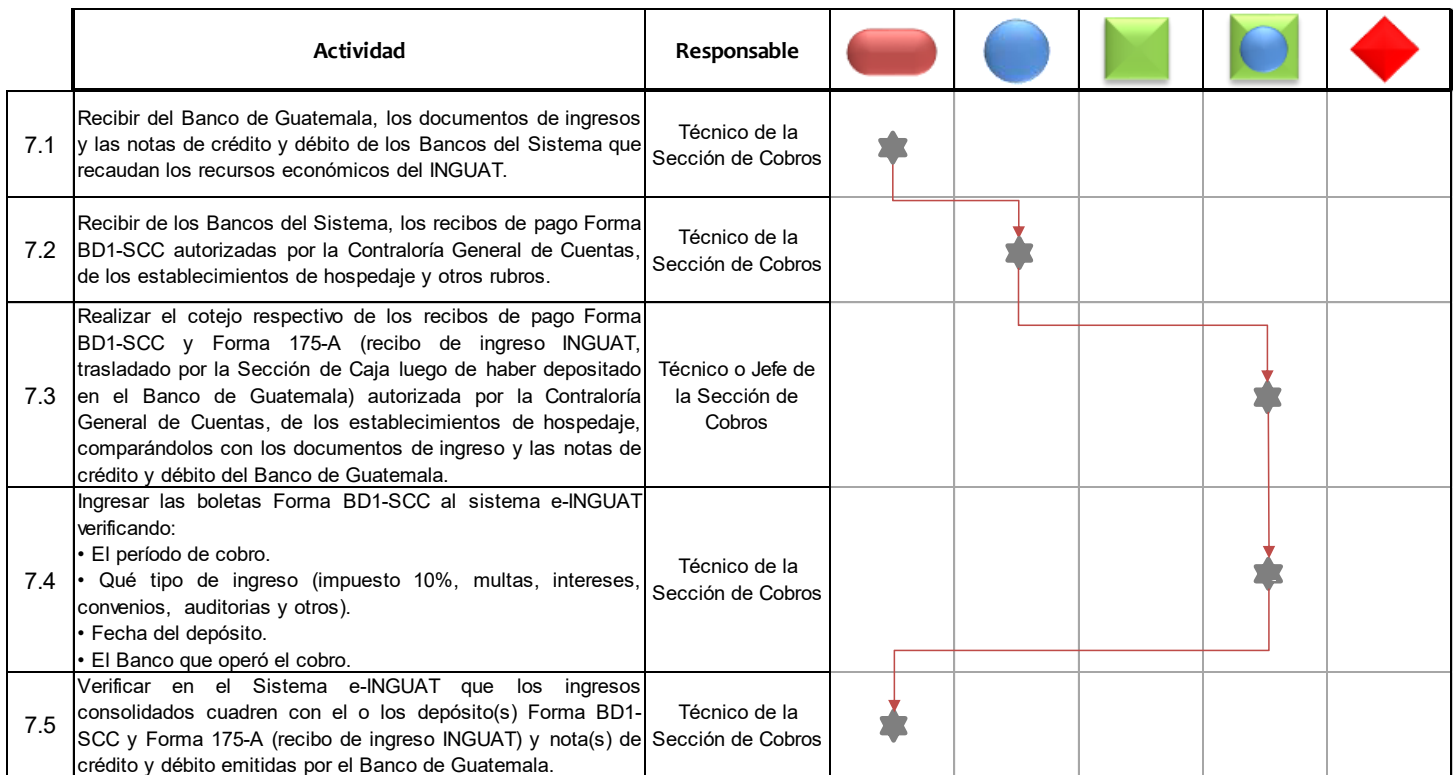 Actividad Responsable
7.1
Recibir del Banco de Guatemala, los documentos de ingresos
y las notas de crédito y débito de los Bancos del Sistema que
recaudan los recursos económicos del INGUAT.
Técnico de la
Sección de Cobros
7.2
Recibir de los Bancos del Sistema, los recibos de pago Forma
BD1-SCC autorizadas por la Contraloría General de Cuentas,
de los establecimientos de hospedaje y otros rubros.
Técnico de la
Sección de Cobros
7.3
Realizar el cotejo respectivo de los recibos de pago Forma
BD1-SCC y Forma 175-A (recibo de ingreso INGUAT,
trasladado por la Sección de Caja luego de haber depositado
en el Banco de Guatemala) autorizada por la Contraloría
General de Cuentas, de los establecimientos de hospedaje,
comparándolos con los documentos de ingreso y las notas de
crédito y débito del Banco de Guatemala.
Técnico o Jefe de
la Sección de
Cobros
7.4
Ingresar las boletas Forma BD1-SCC al sistema e-INGUAT
verificando:
• El período de cobro.
• Qué tipo de ingreso (impuesto 10%, multas, intereses,
convenios, auditorias y otros).
• Fecha del depósito.
• El Banco que operó el cobro.
Técnico de la
Sección de Cobros
7.5
Verificar en el Sistema e-INGUAT que los ingresos
consolidados cuadren con el o los depósito(s) Forma BD1-
SCC y Forma 175-A (recibo de ingreso INGUAT) y nota(s) de
crédito y débito emitidas por el Banco de Guatemala.
Técnico de la
Sección de Cobros